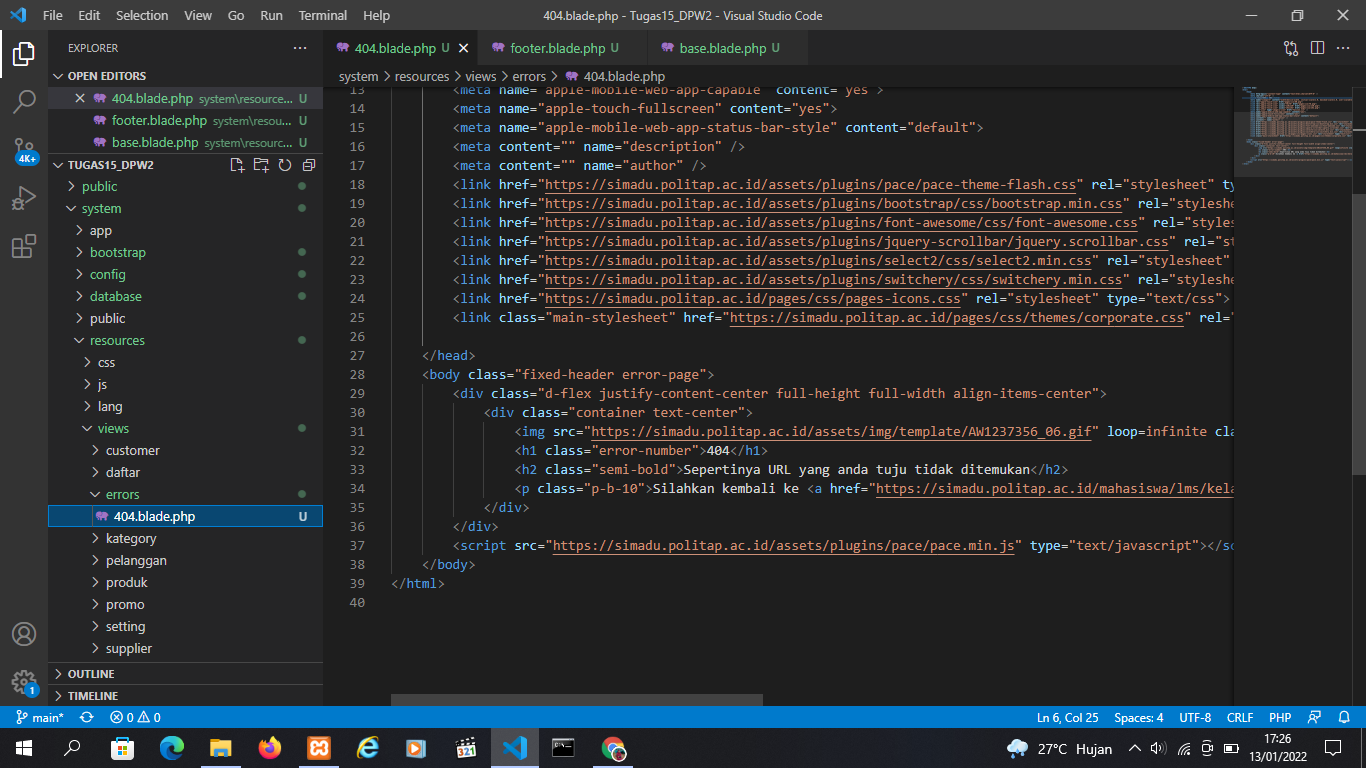 File Edit Selection View Go Run Terminal Help 404.blade.php - Tugas15_DPW2 - Visual Studio Code
EXPLORER
OPEN EDITORS
404.blade.php system\resource... U
footer.blade.php system\resou... U
base.blade.php system\resourc... U
TUGAS15_DPW2
public
system
app
bootstrap
config
database
public
resources
css
js
lang
views
customer
daftar
errors
404.blade.php U
kategory
pelanggan
produk
promo
setting
supplier
OUTLINE
TIMELINE
4K+
1
404.blade.php U footer.blade.php U base.blade.php U
system > resources > views > errors > 404.blade.php
13 <meta name="apple-mobile-web-app-capable" content="yes">
14 <meta name="apple-touch-fullscreen" content="yes">
15 <meta name="apple-mobile-web-app-status-bar-style" content="default">
16 <meta content="" name="description" />
17 <meta content="" name="author" />
18 <link href="https://simadu.politap.ac.id/assets/plugins/pace/pace-theme-flash.css" rel="stylesheet" ty
19 <link href="https://simadu.politap.ac.id/assets/plugins/bootstrap/css/bootstrap.min.css" rel="styleshe
20 <link href="https://simadu.politap.ac.id/assets/plugins/font-awesome/css/font-awesome.css" rel="styles
21 <link href="https://simadu.politap.ac.id/assets/plugins/jquery-scrollbar/jquery.scrollbar.css" rel="st
22 <link href="https://simadu.politap.ac.id/assets/plugins/select2/css/select2.min.css" rel="stylesheet"
23 <link href="https://simadu.politap.ac.id/assets/plugins/switchery/css/switchery.min.css" rel="styleshe
24 <link href="https://simadu.politap.ac.id/pages/css/pages-icons.css" rel="stylesheet" type="text/css">
25 <link class="main-stylesheet" href="https://simadu.politap.ac.id/pages/css/themes/corporate.css" rel="
26
27 </head>
28 <body class="fixed-header error-page">
29 <div class="d-flex justify-content-center full-height full-width align-items-center">
30 <div class="container text-center">
31 <img src="https://simadu.politap.ac.id/assets/img/template/AW1237356_06.gif" loop=infinite cla
32 <h1 class="error-number">404</h1>
33 <h2 class="semi-bold">Sepertinya URL yang anda tuju tidak ditemukan</h2>
34 <p class="p-b-10">Silahkan kembali ke <a href="https://simadu.politap.ac.id/mahasiswa/lms/kela
35 </div>
36 </div>
37 <script src="https://simadu.politap.ac.id/assets/plugins/pace/pace.min.js" type="text/javascript"></sc
38 </body>
39 </html>
40
main* 0 0 Ln 6, Col 25 Spaces: 4 UTF-8 CRLF PHP
321
27°C Hujan
17:26
13/01/2022